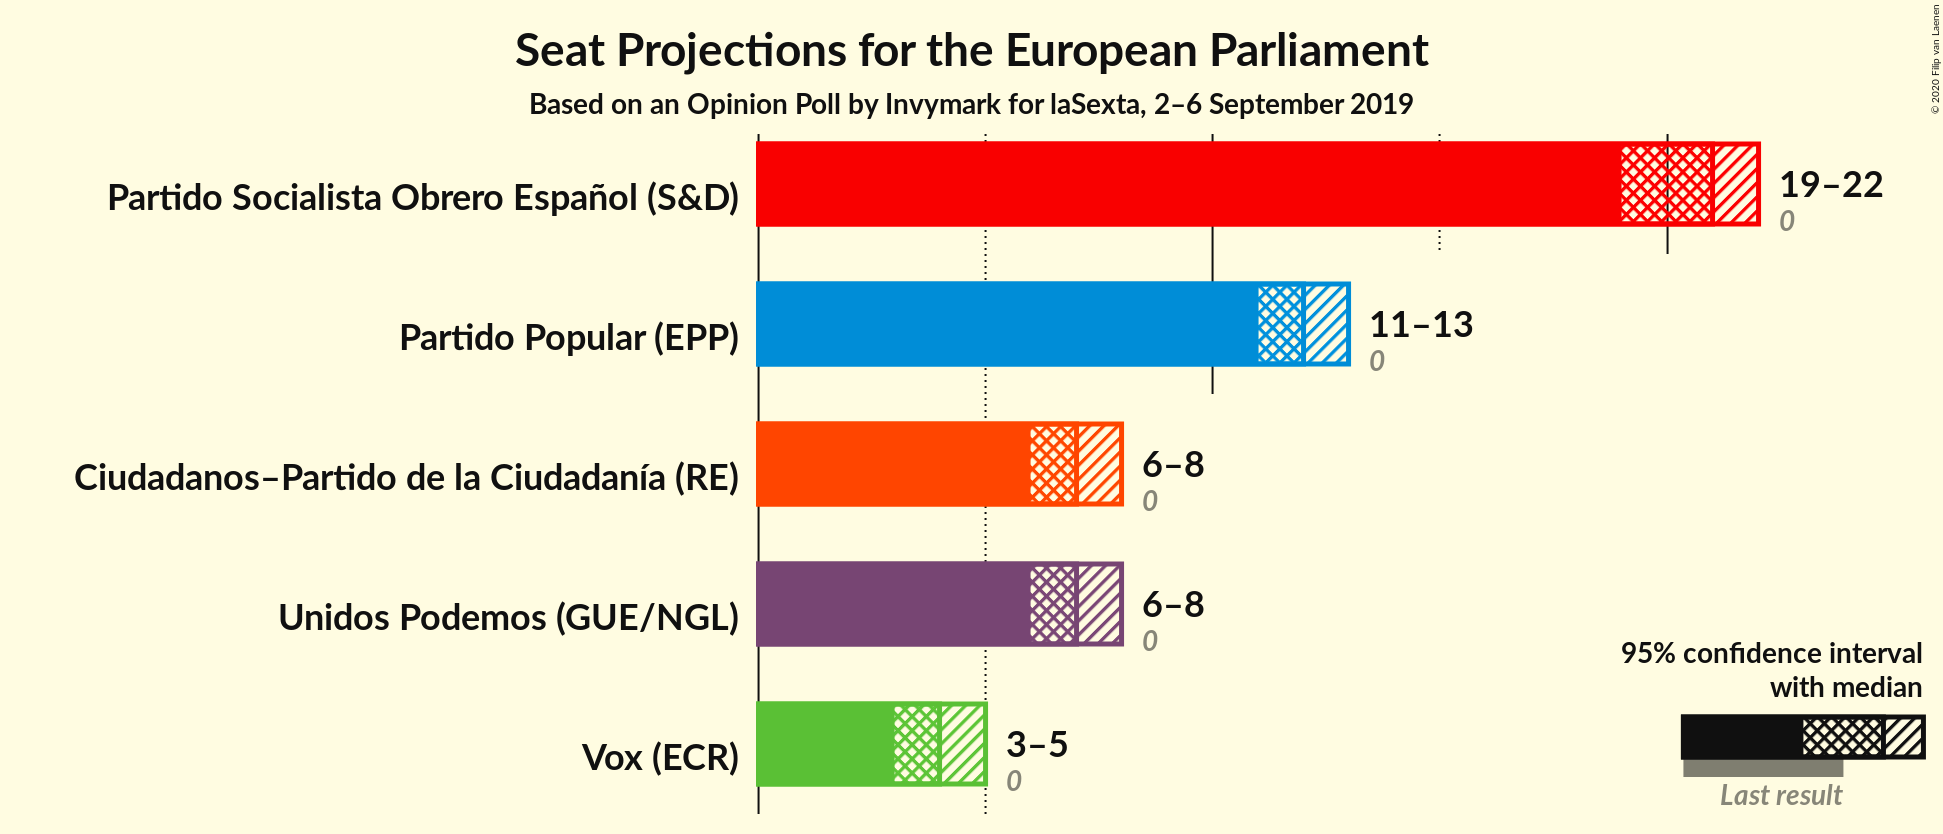 Seat Projections for the European Parliament
Based on an Opinion Poll by Invymark for laSexta, 2–6 September 2019
© 2020 Filip van Laenen
Partido Socialista Obrero Español (S&D)
19–22
0
Partido Popular (EPP)
11–13
0
Ciudadanos–Partido de la Ciudadanía (RE)
6–8
0
Unidos Podemos (GUE/NGL)
6–8
0
Vox (ECR)
3–5
0
95% confidence interval
with median
Last result